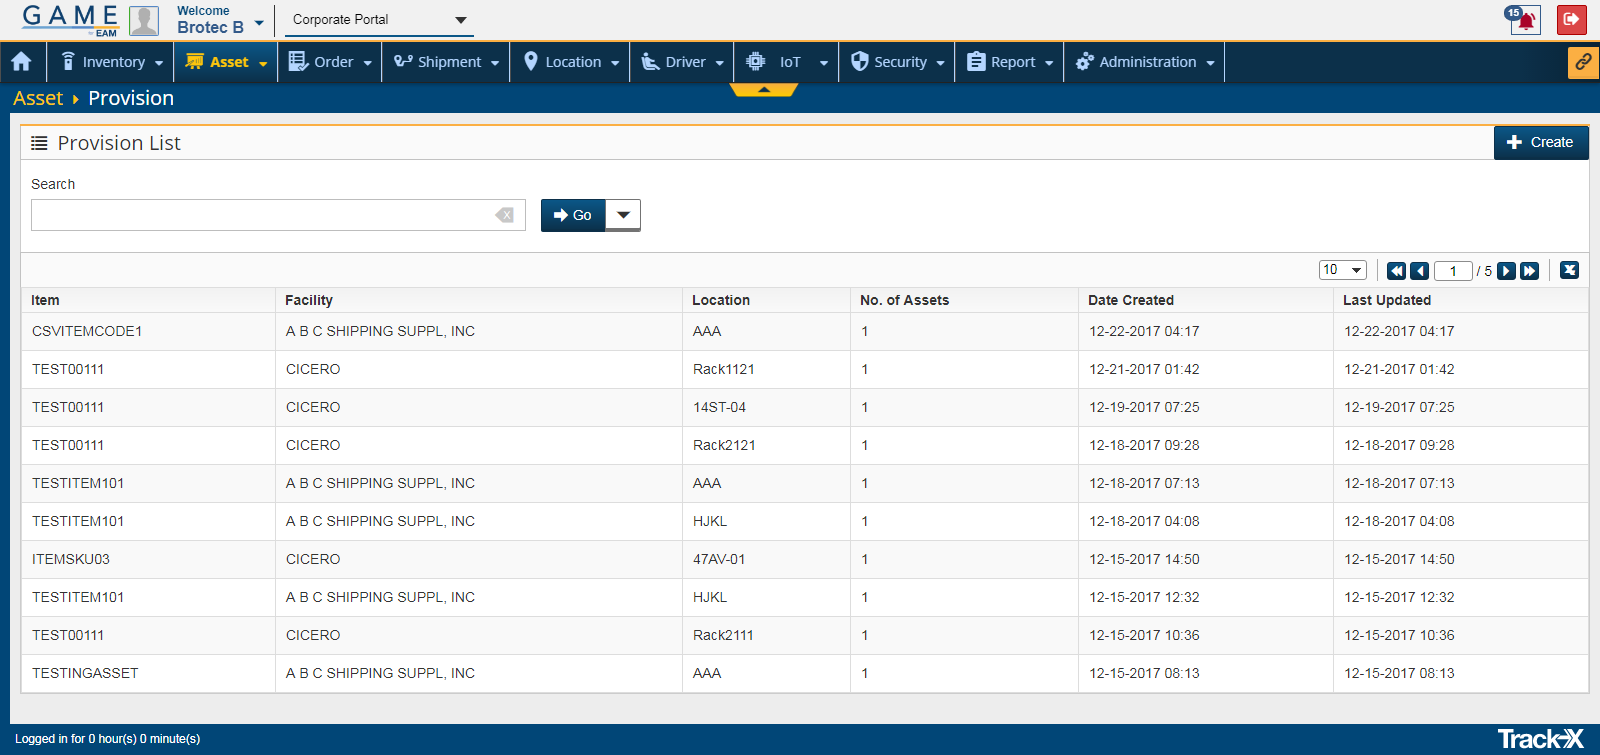 GAME
by EAM
Welcome
Brotec B
Corporate Portal
15
Inventory Asset Order Shipment Location Driver IoT Security Report Administration
Asset Provision
Provision List
Create
Search
Go
10 1 / 5
Item Facility Location No. of Assets Date Created Last Updated
CSVITEMCODE1 A B C SHIPPING SUPPL, INC AAA 1 12-22-2017 04:17 12-22-2017 04:17
TEST00111 CICERO Rack1121 1 12-21-2017 01:42 12-21-2017 01:42
TEST00111 CICERO 14ST-04 1 12-19-2017 07:25 12-19-2017 07:25
TEST00111 CICERO Rack2121 1 12-18-2017 09:28 12-18-2017 09:28
TESTITEM101 A B C SHIPPING SUPPL, INC AAA 1 12-18-2017 07:13 12-18-2017 07:13
TESTITEM101 A B C SHIPPING SUPPL, INC HJKL 1 12-18-2017 04:08 12-18-2017 04:08
ITEMSKU03 CICERO 47AV-01 1 12-15-2017 14:50 12-15-2017 14:50
TESTITEM101 A B C SHIPPING SUPPL, INC HJKL 1 12-15-2017 12:32 12-15-2017 12:32
TEST00111 CICERO Rack2111 1 12-15-2017 10:36 12-15-2017 10:36
TESTINGASSET A B C SHIPPING SUPPL, INC AAA 1 12-15-2017 08:13 12-15-2017 08:13
Logged in for 0 hour(s) 0 minute(s)
Track-X